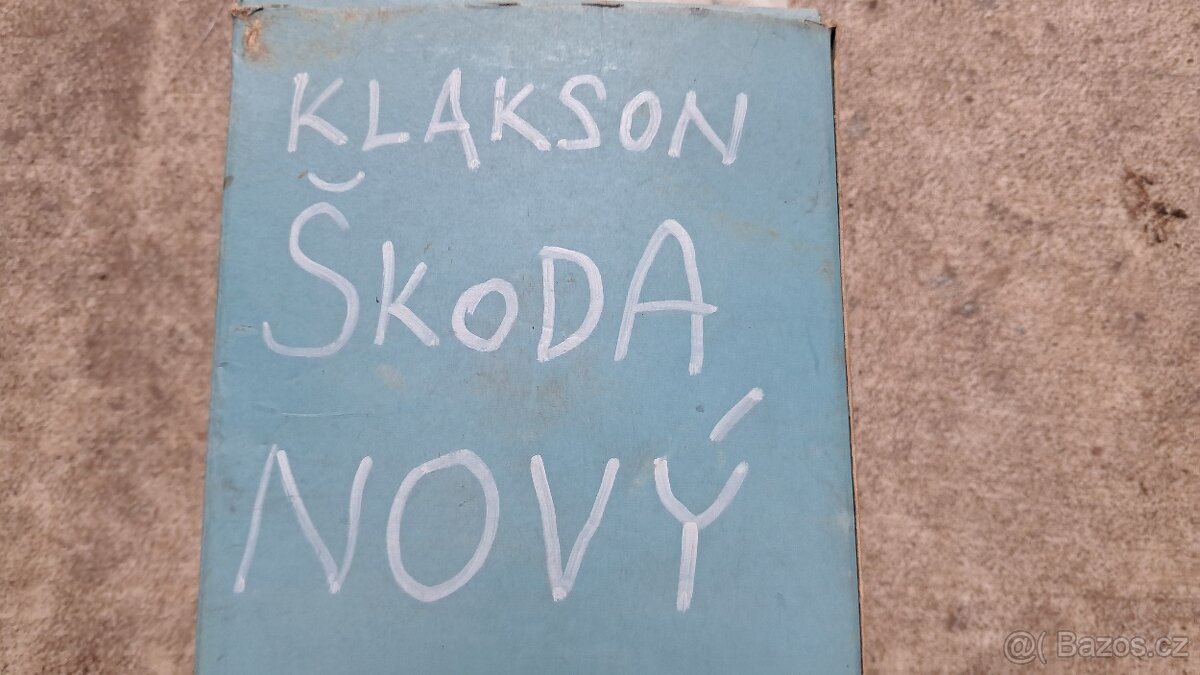 KLAKSON
ŠKODA
NOVÝ
@( Bazos.cz